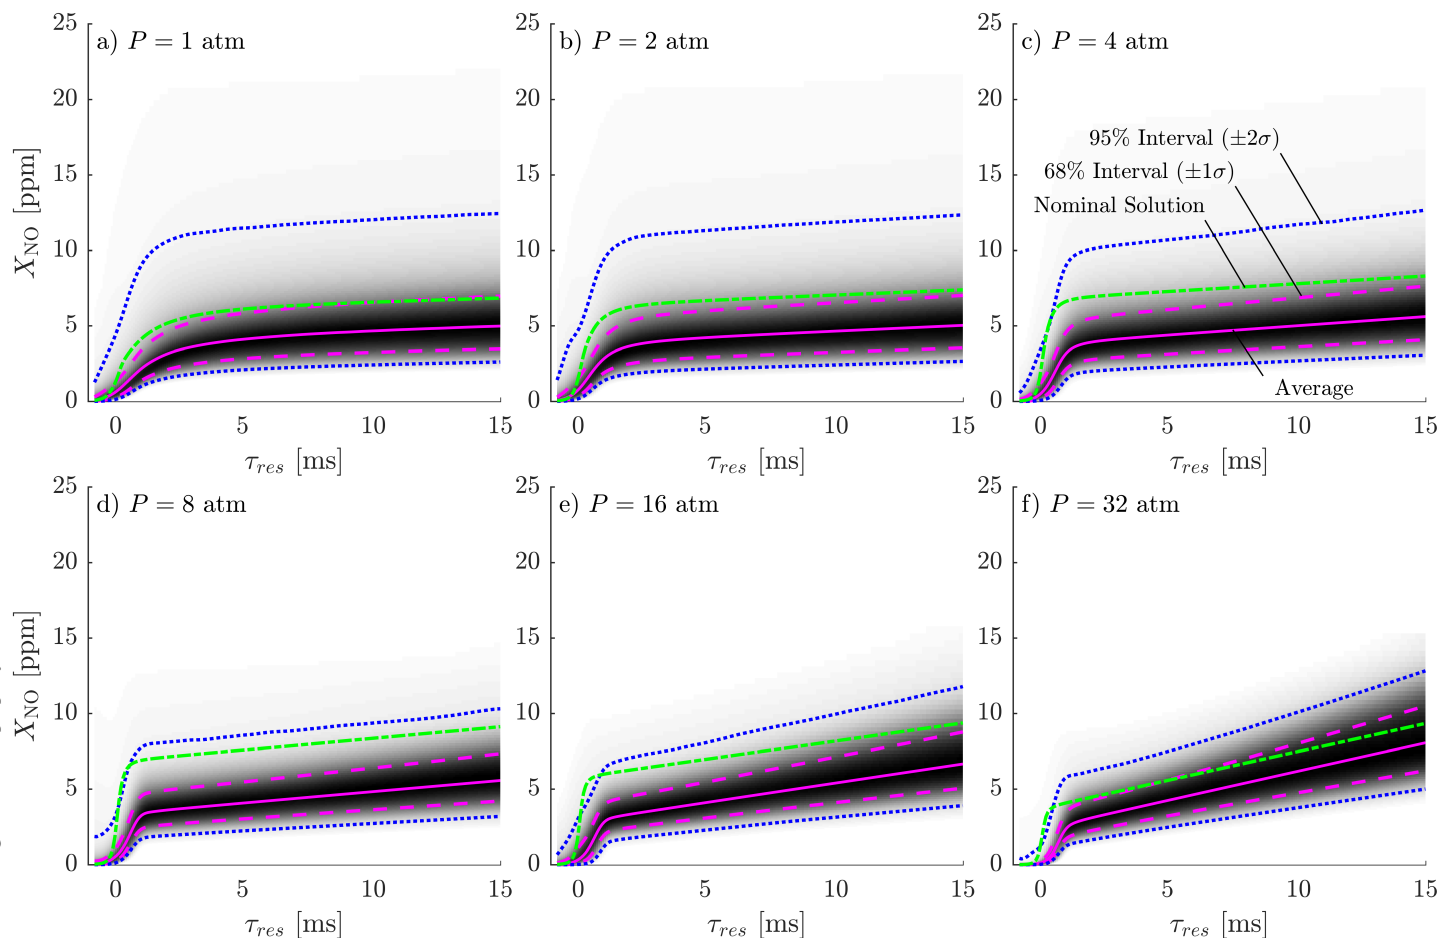 a) P = 1 atm
b) P = 2 atm
c) P = 4 atm
25
20
15
10
5
0
X_NO [ppm]
0 5 10 15
τ_res [ms]
25
20
15
10
5
0
0 5 10 15
τ_res [ms]
25
20
15
10
5
0
95% Interval (±2σ)
68% Interval (±1σ)
Nominal Solution
Average
0 5 10 15
τ_res [ms]
d) P = 8 atm
e) P = 16 atm
f) P = 32 atm
25
20
15
10
5
0
X_NO [ppm]
0 5 10 15
τ_res [ms]
25
20
15
10
5
0
0 5 10 15
τ_res [ms]
25
20
15
10
5
0
0 5 10 15
τ_res [ms]